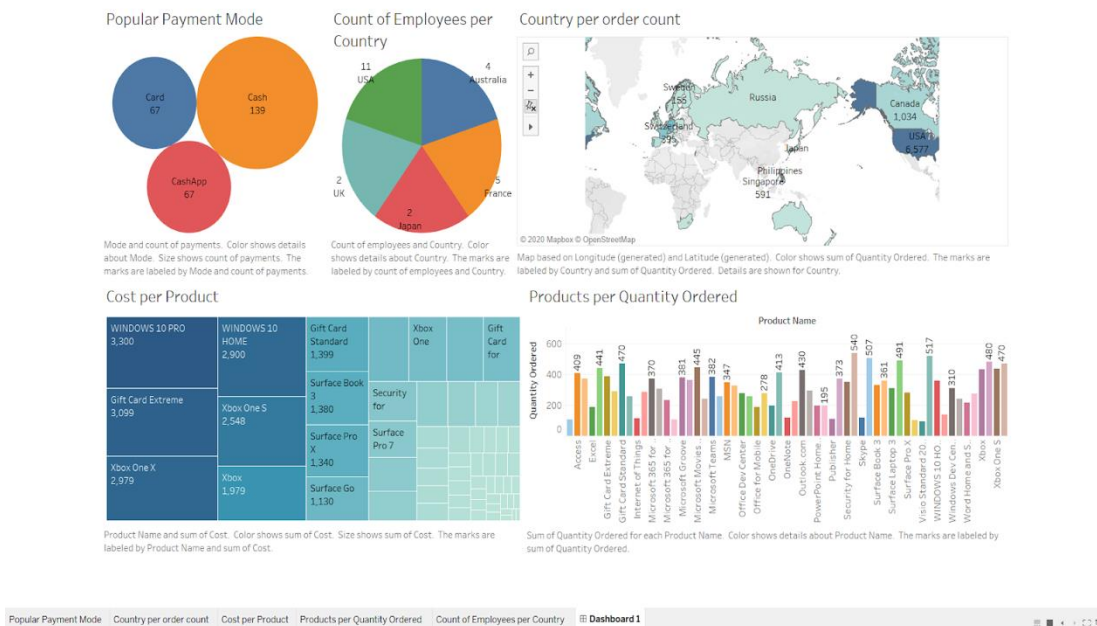 Popular Payment Mode
Card
67
Cash
139
CashApp
67
Mode and count of payments. Color shows details
about Mode. Size shows count of payments. The
marks are labeled by Mode and count of payments.
Count of Employees per
Country
11
USA
4
Australia
2
UK
2
Japan
5
France
Count of employees and Country. Color
shows details about Country. The marks are
labeled by count of employees and Country.
Country per order count
Sweden
155
Russia
Canada
1,034
Switzerland
USA
6,577
Japan
Philippines
Singapore
591
© 2020 Mapbox © OpenStreetMap
Map based on Longitude (generated) and Latitude (generated). Color shows sum of Quantity Ordered. The marks are
labeled by Country and sum of Quantity Ordered. Details are shown for Country.
Cost per Product
WINDOWS 10 PRO
3,300
Gift Card Extreme
3,099
Xbox One X
2,979
WINDOWS 10
HOME
2,900
Xbox One S
2,548
Xbox
1,979
Gift Card
Standard
1,399
Surface Book
3
1,380
Surface Pro
X
1,340
Surface Go
1,130
Security
for
Surface
Pro 7
Xbox
One
Gift
Card
for
Product Name and sum of Cost. Color shows sum of Cost. Size shows sum of Cost. The marks are
labeled by Product Name and sum of Cost.
Products per Quantity Ordered
Product Name
Quantity Ordered
600
400
200
0
409
441
470
370
381
445
382
347
278
413
430
195
373
540
507
361
491
517
310
480
470
Access
Excel
Gift Card Extreme
Gift Card Standard
Internet of Things
Microsoft 365 for ..
Microsoft 365 for ..
Microsoft Groove
Microsoft Movies ..
Microsoft Teams
MSN
Office Dev Center
Office for Mobile
OneDrive
OneNote
Outlook.com
PowerPoint Home..
Publisher
Security for Home
Skype
Surface Book 3
Surface Laptop 3
Surface Pro X
Visio Standard 20..
WINDOWS 10 HO..
Windows Dev Cen..
Word Home and S..
Xbox
Xbox One S
Sum of Quantity Ordered for each Product Name. Color shows details about Product Name. The marks are labeled by
sum of Quantity Ordered.
Popular Payment Mode Country per order count Cost per Product Products per Quantity Ordered Count of Employees per Country Dashboard 1